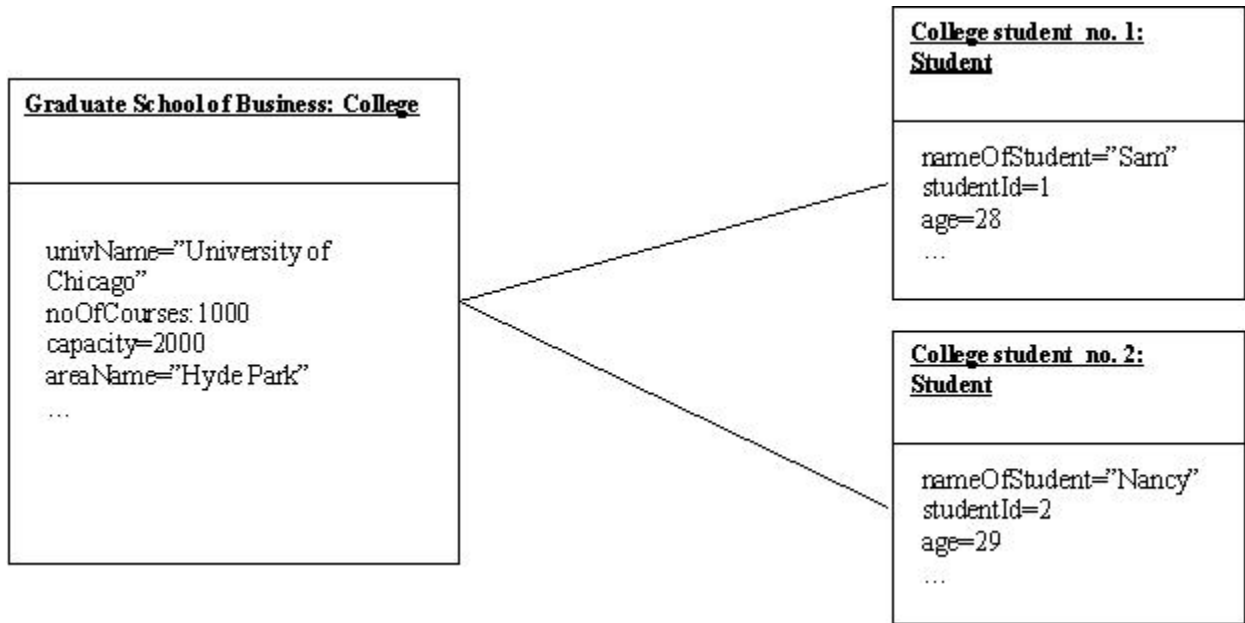 Graduate School of Business: College
univName=”University of
Chicago”
noOfCourses:1000
capacity=2000
areaName=”Hyde Park”
…
College student no. 1:
Student
nameOfStudent=”Sam”
studentId=1
age=28
…
College student no. 2:
Student
nameOfStudent=”Nancy”
studentId=2
age=29
…